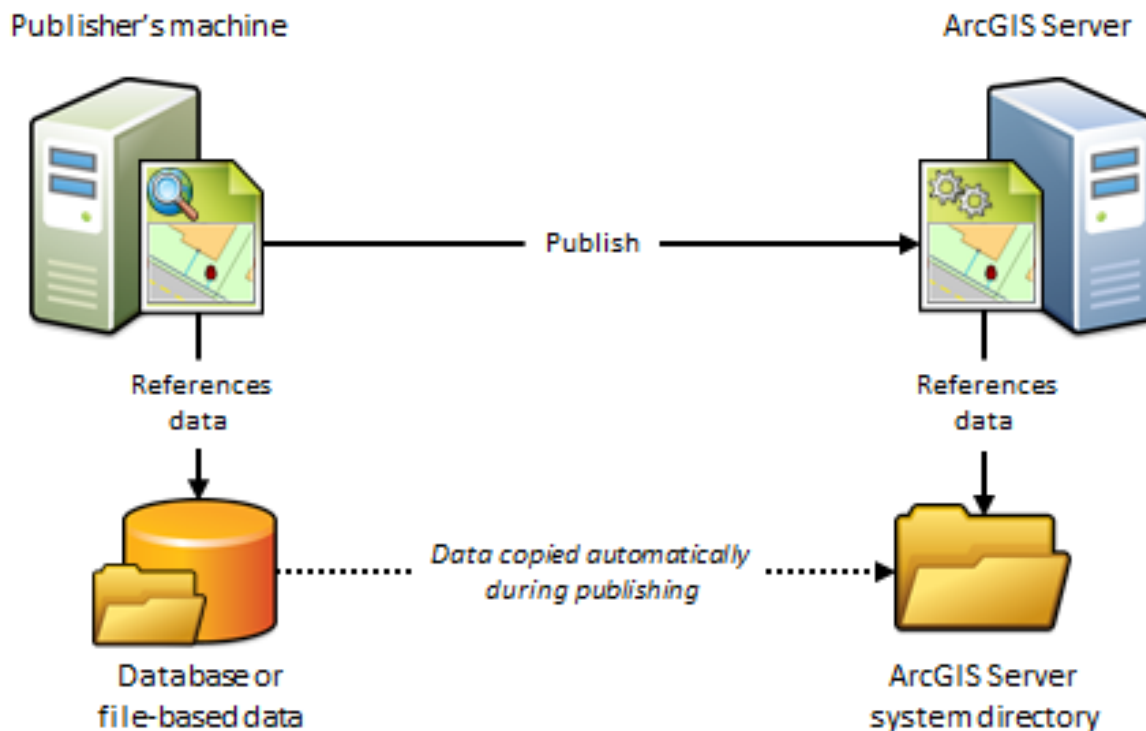 Publisher's machine
ArcGIS Server
Publish
References
data
References
data
Data copied automatically
during publishing
Database or
file-based data
ArcGIS Server
system directory